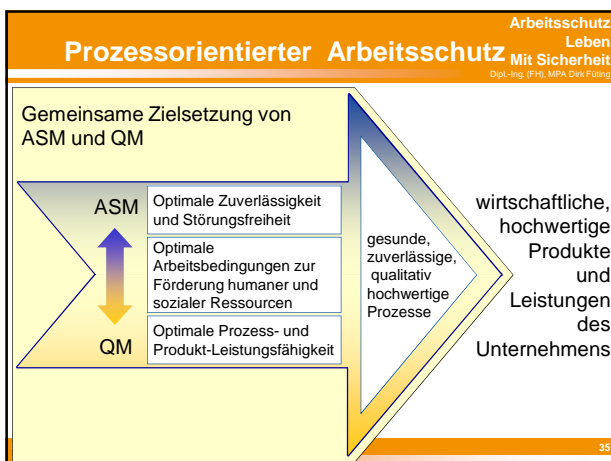 Arbeitsschutz
Leben
Mit Sicherheit
Dipl.-Ing. (FH), MPA Dirk Füting
Prozessorientierter Arbeitsschutz
Gemeinsame Zielsetzung von
ASM und QM
ASM
Optimale Zuverlässigkeit
und Störungsfreiheit
Optimale
Arbeitsbedingungen zur
Förderung humaner und
sozialer Ressourcen
QM
Optimale Prozess- und
Produkt-Leistungsfähigkeit
gesunde,
zuverlässige,
qualitativ
hochwertige
Prozesse
wirtschaftliche,
hochwertige
Produkte
und
Leistungen
des
Unternehmens
35